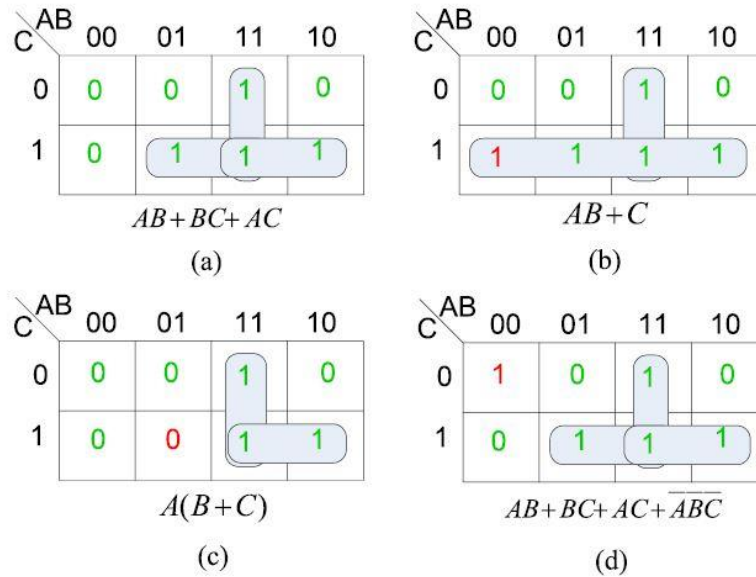 AB
C 00 01 11 10
0 0 0 1 0
1 0 1 1 1
AB+BC+AC
(a)
AB
C 00 01 11 10
0 0 0 1 0
1 1 1 1 1
AB+C
(b)
AB
C 00 01 11 10
0 0 0 1 0
1 0 0 1 1
A(B+C)
(c)
AB
C 00 01 11 10
0 1 0 1 0
1 0 1 1 1
AB+BC+AC+A̅B̅C̅
(d)